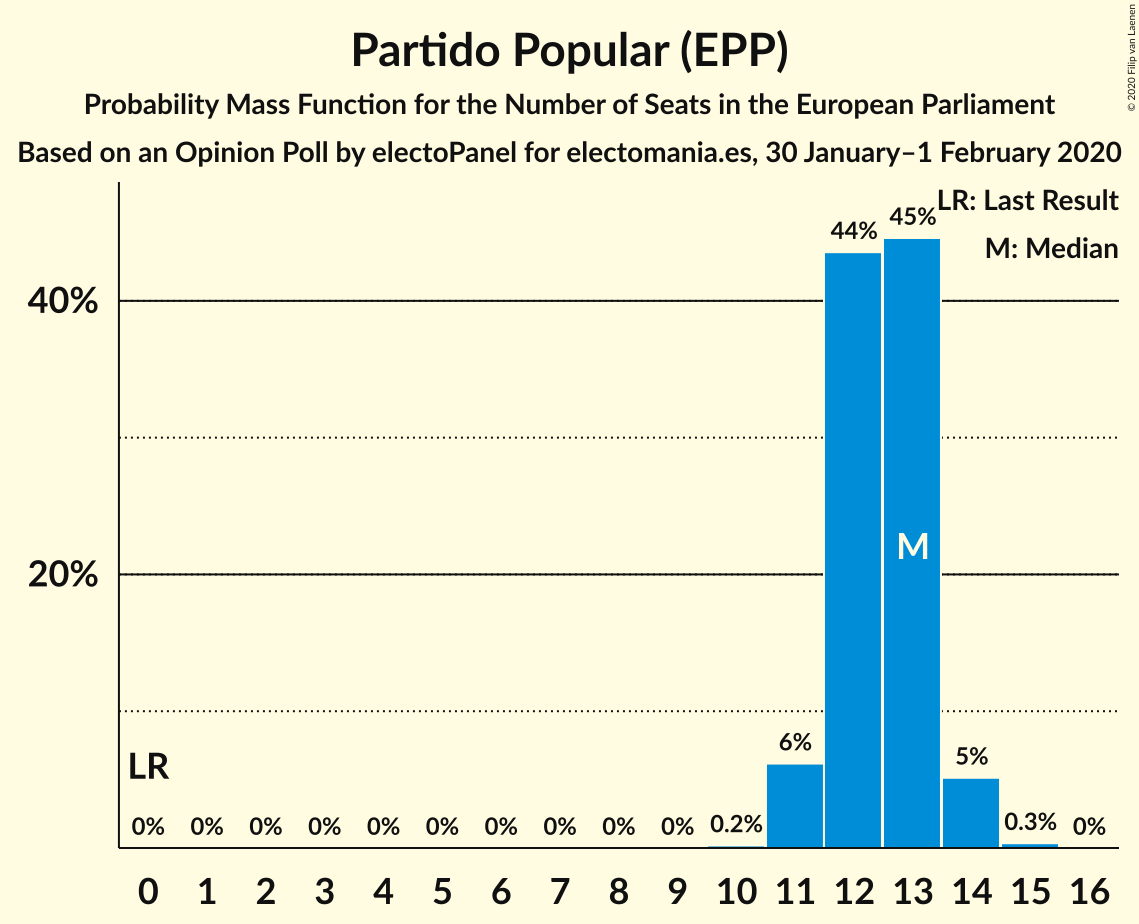 Partido Popular (EPP)
Probability Mass Function for the Number of Seats in the European Parliament
Based on an Opinion Poll by electoPanel for electomania.es, 30 January–1 February 2020
© 2020 Filip van Laenen
LR: Last Result
M: Median
45%
44%
40%
M
20%
6%
5%
LR
0% 0% 0% 0% 0% 0% 0% 0% 0% 0% 0.2% 0.3% 0%
0 1 2 3 4 5 6 7 8 9 10 11 12 13 14 15 16